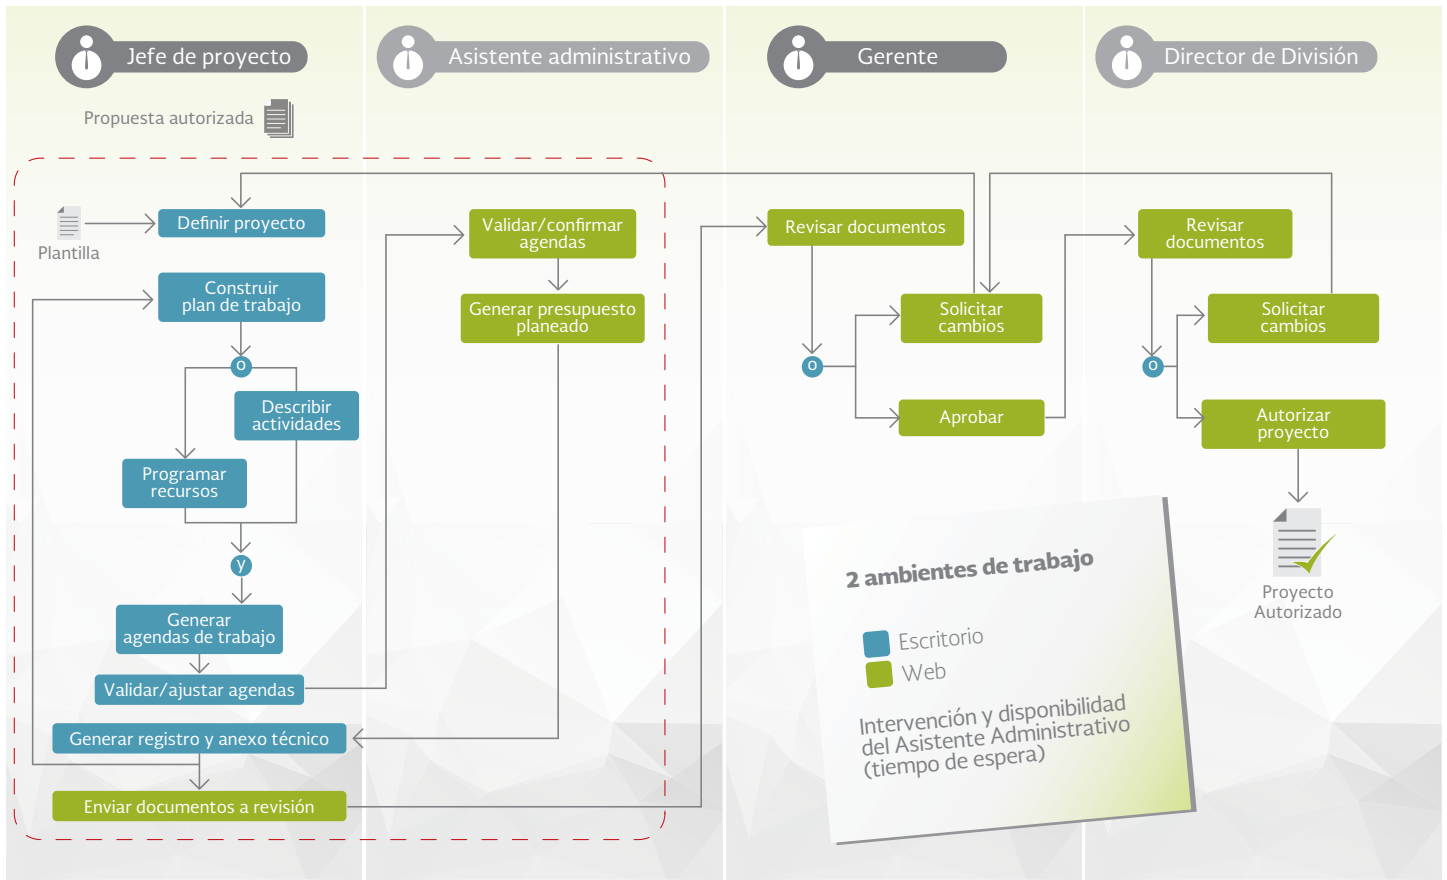 Jefe de proyecto
Asistente administrativo
Gerente
Director de División
Propuesta autorizada
Plantilla
Definir proyecto
Construir
plan de trabajo
o
Describir
actividades
Programar
recursos
y
Generar
agendas de trabajo
Validar/ajustar agendas
Generar registro y anexo técnico
Enviar documentos a revisión
Validar/confirmar
agendas
Generar presupuesto
planeado
Revisar documentos
Solicitar
cambios
o
Aprobar
Revisar
documentos
Solicitar
cambios
o
Autorizar
proyecto
Proyecto
Autorizado
2 ambientes de trabajo
Escritorio
Web
Intervención y disponibilidad
del Asistente Administrativo
(tiempo de espera)